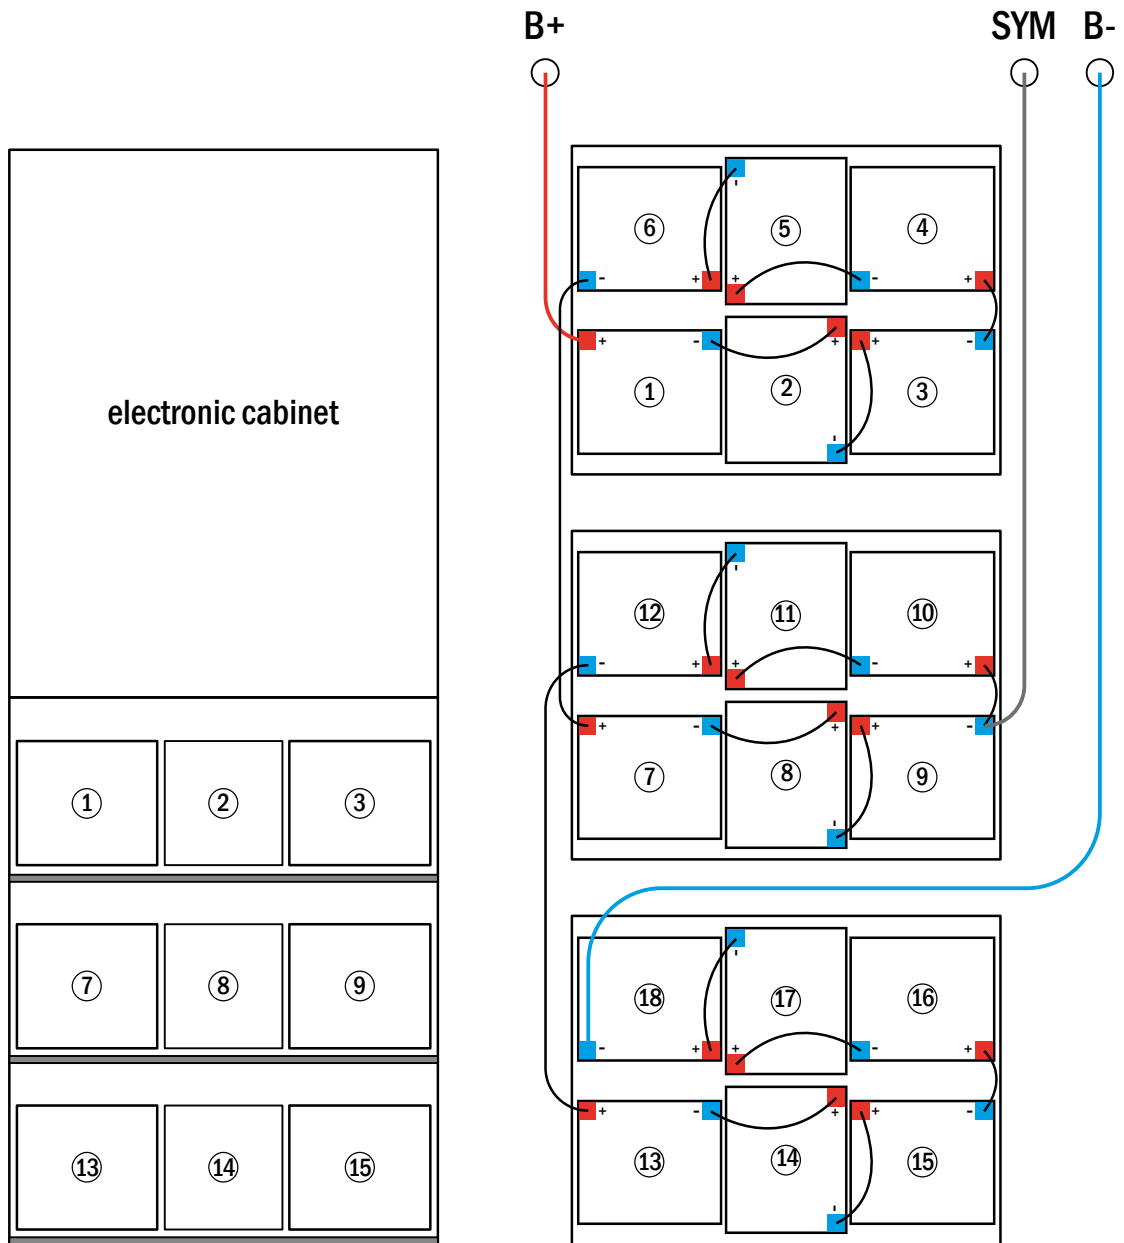 B+ SYM B-
electronic cabinet
① ② ③
⑦ ⑧ ⑨
⑬ ⑭ ⑮
-
⑥ ⑤ ④
- + + - +
+ - + + -
① ② ③
-
-
⑫ ⑪ ⑩
- + + - +
+ - + + -
⑦ ⑧ ⑨
-
-
⑱ ⑰ ⑯
- + + - +
+ - + + -
⑬ ⑭ ⑮
-